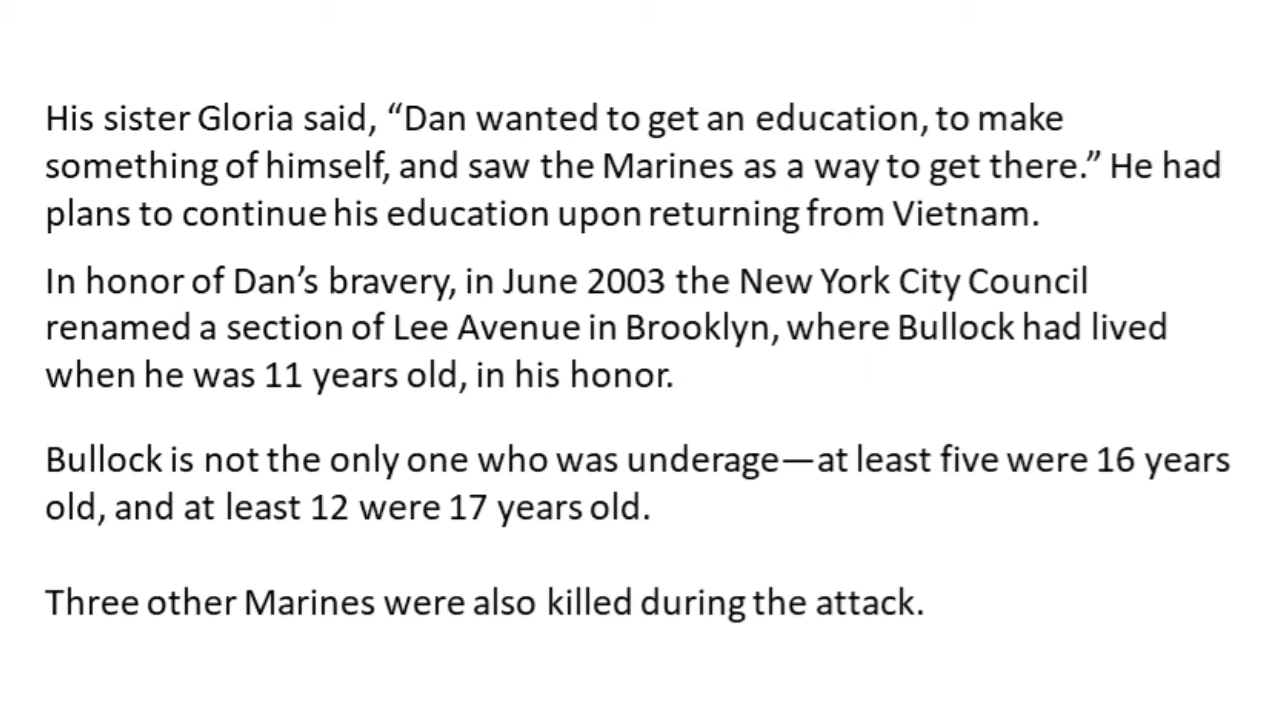 His sister Gloria said, “Dan wanted to get an education, to make
something of himself, and saw the Marines as a way to get there.” He had
plans to continue his education upon returning from Vietnam.
In honor of Dan’s bravery, in June 2003 the New York City Council
renamed a section of Lee Avenue in Brooklyn, where Bullock had lived
when he was 11 years old, in his honor.
Bullock is not the only one who was underage—at least five were 16 years
old, and at least 12 were 17 years old.
Three other Marines were also killed during the attack.